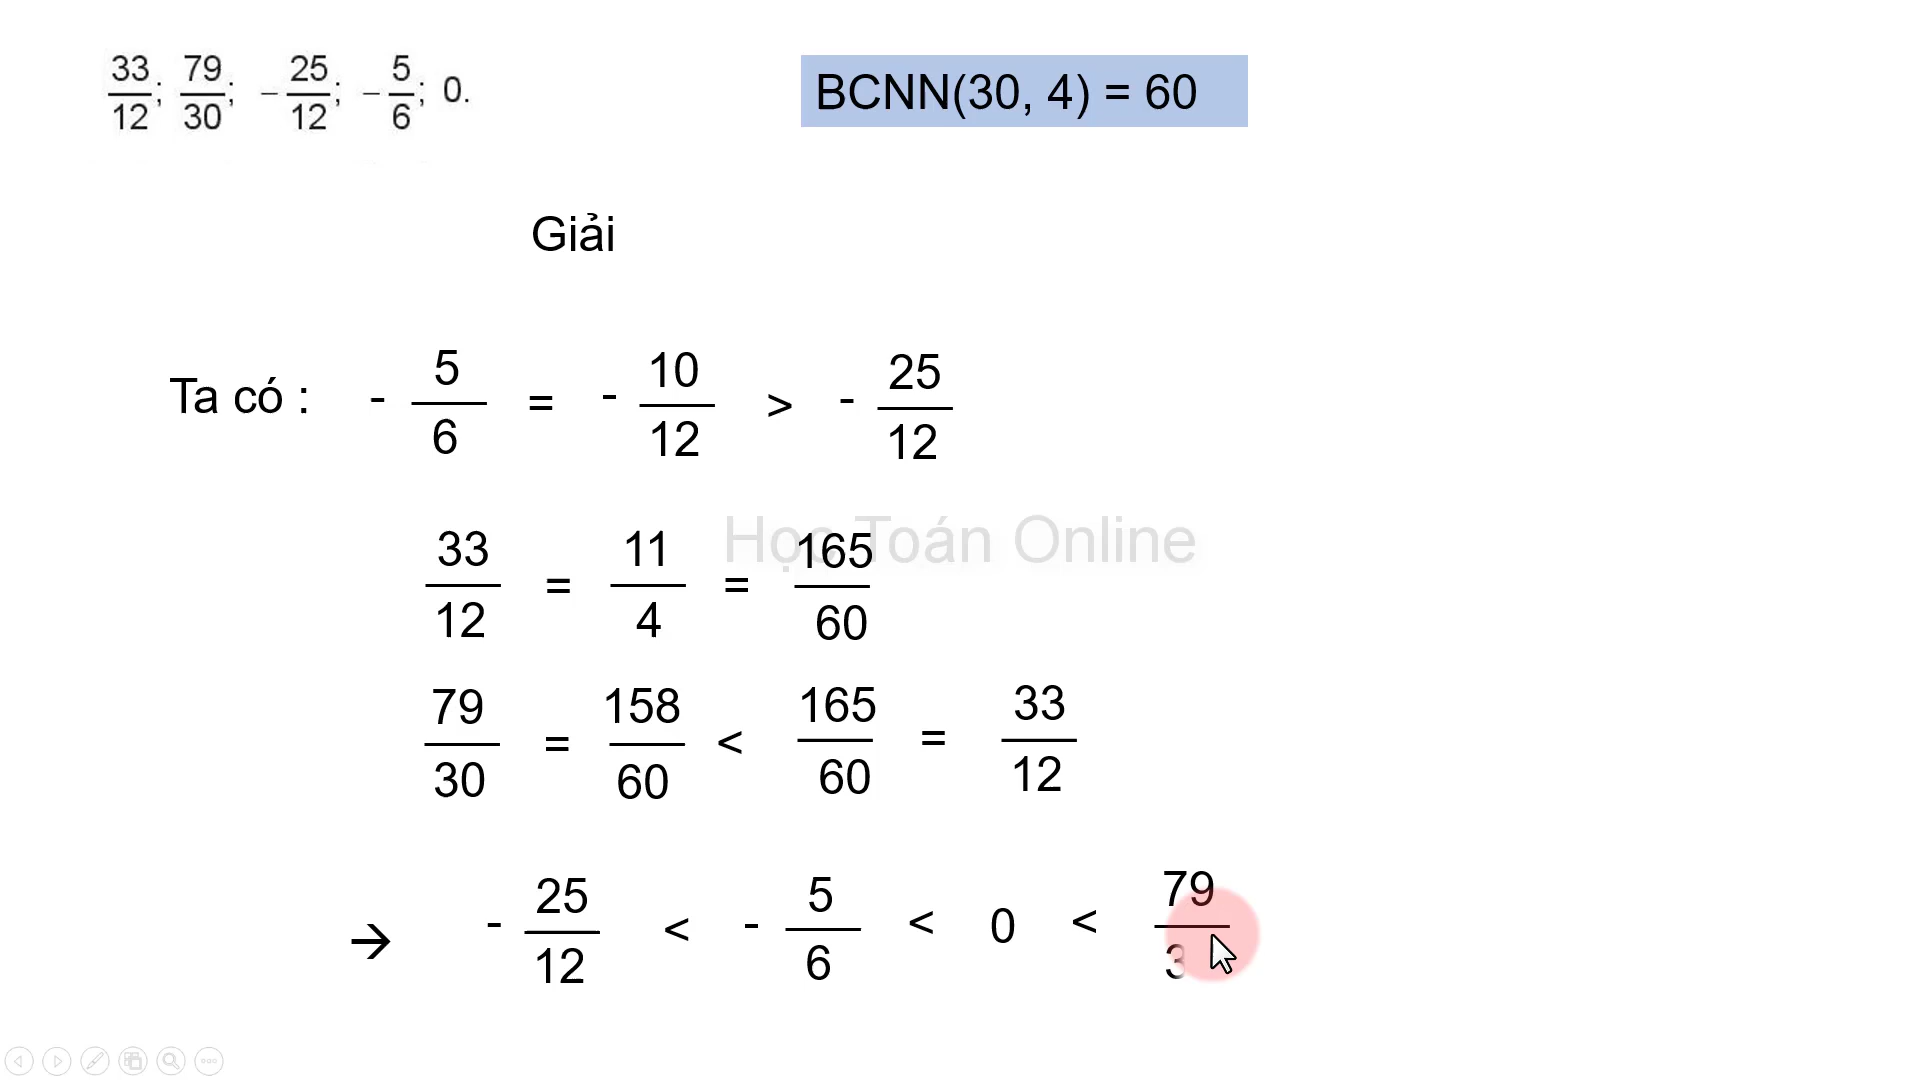 33/12; 79/30; −25/12; −5/6; 0.
BCNN(30, 4) = 60
Giải
Ta có : - 5/6 = - 10/12 > - 25/12
Học Toán Online
33/12 = 11/4 = 165/60
79/30 = 158/60 < 165/60 = 33/12
→ - 25/12 < - 5/6 < 0 < 79/3